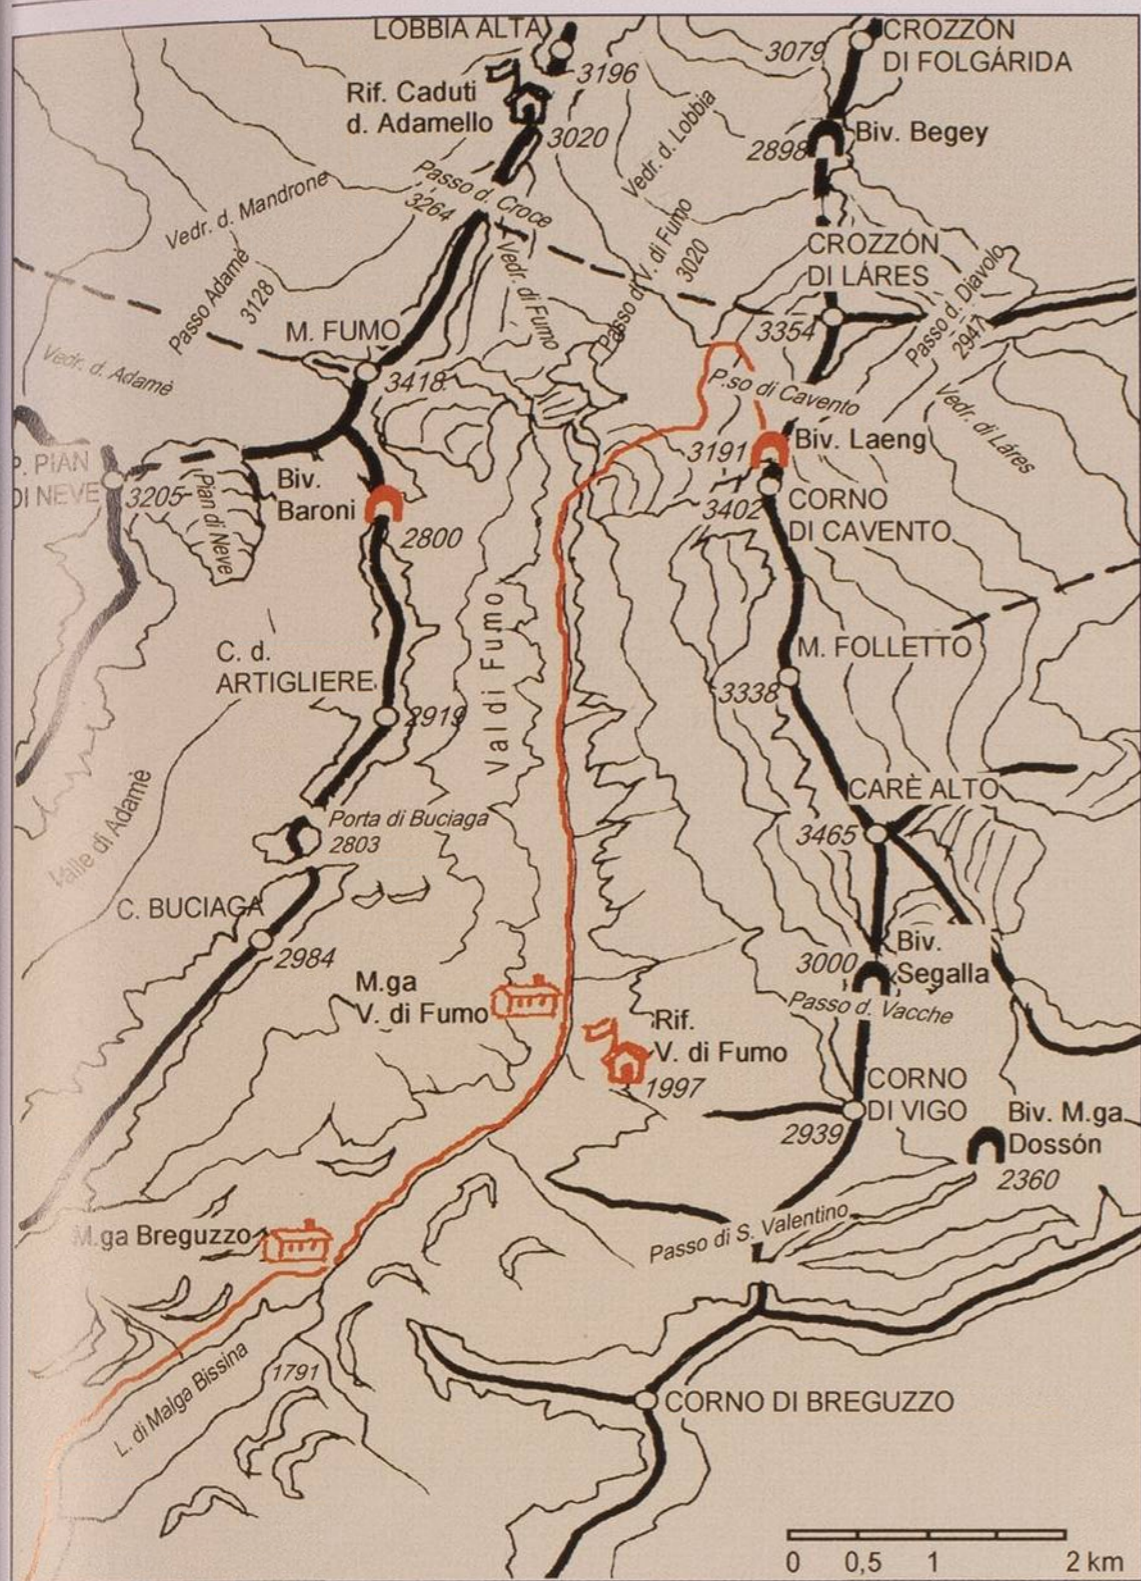 LOBBIA ALTA
3196
CROZZÓN
DI FOLGÁRIDA
3079
Rif. Caduti
d. Adamello
3020
Biv. Begey
2898
Vedr. d. Lobbia
Passo d. Croce
3264
Vedr. d. Mandrone
Passo Adamè
3128
Vedr. di Fumo
Passo di V. di Fumo
3020
CROZZÓN
DI LÁRES
3354
Passo d. Diavolo
2947
M. FUMO
3418
Vedr. d. Adamè
P.so di Cavento
Vedr. di Láres
3191
Biv. Laeng
P. PIAN
DI NEVE
3205
Pian di Neve
Biv.
Baroni
2800
3402
CORNO
DI CAVENTO
Val di Fumo
C. d.
ARTIGLIERE
2919
M. FOLLETTO
3338
CARÈ ALTO
3465
Porta di Buciaga
2803
Valle di Adamè
C. BUCIAGA
2984
Biv.
Segalla
3000
Passo d. Vacche
M.ga
V. di Fumo
Rif.
V. di Fumo
1997
CORNO
DI VIGO
2939
Biv. M.ga
Dossón
2360
M.ga Breguzzo
Passo di S. Valentino
L. di Malga Bissina
1791
CORNO DI BREGUZZO
0 0,5 1 2 km